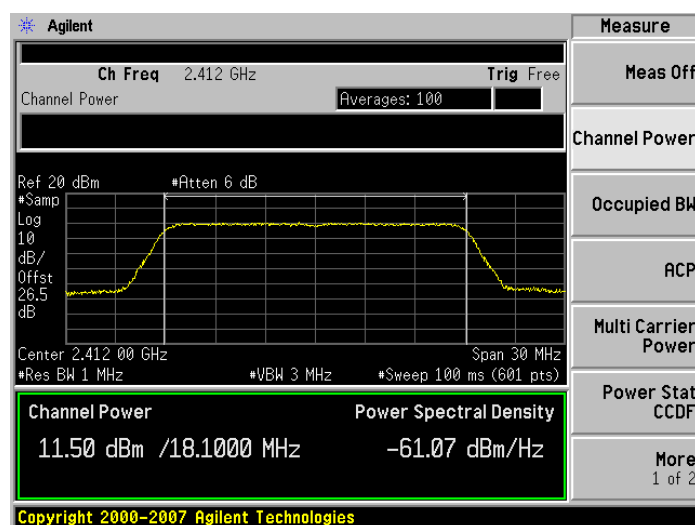 Agilent
Measure
Ch Freq 2.412 GHz Trig Free
Channel Power Averages: 100
Ref 20 dBm #Atten 6 dB
#Samp
Log
10
dB/
Offst
26.5
dB
Center 2.412 00 GHz Span 30 MHz
#Res BW 1 MHz #VBW 3 MHz #Sweep 100 ms (601 pts)
Channel Power Power Spectral Density
11.50 dBm /18.1000 MHz -61.07 dBm/Hz
Meas Off
Channel Power
Occupied BW
ACP
Multi Carrier
Power
Power Stat
CCDF
More
1 of 2
Copyright 2000-2007 Agilent Technologies